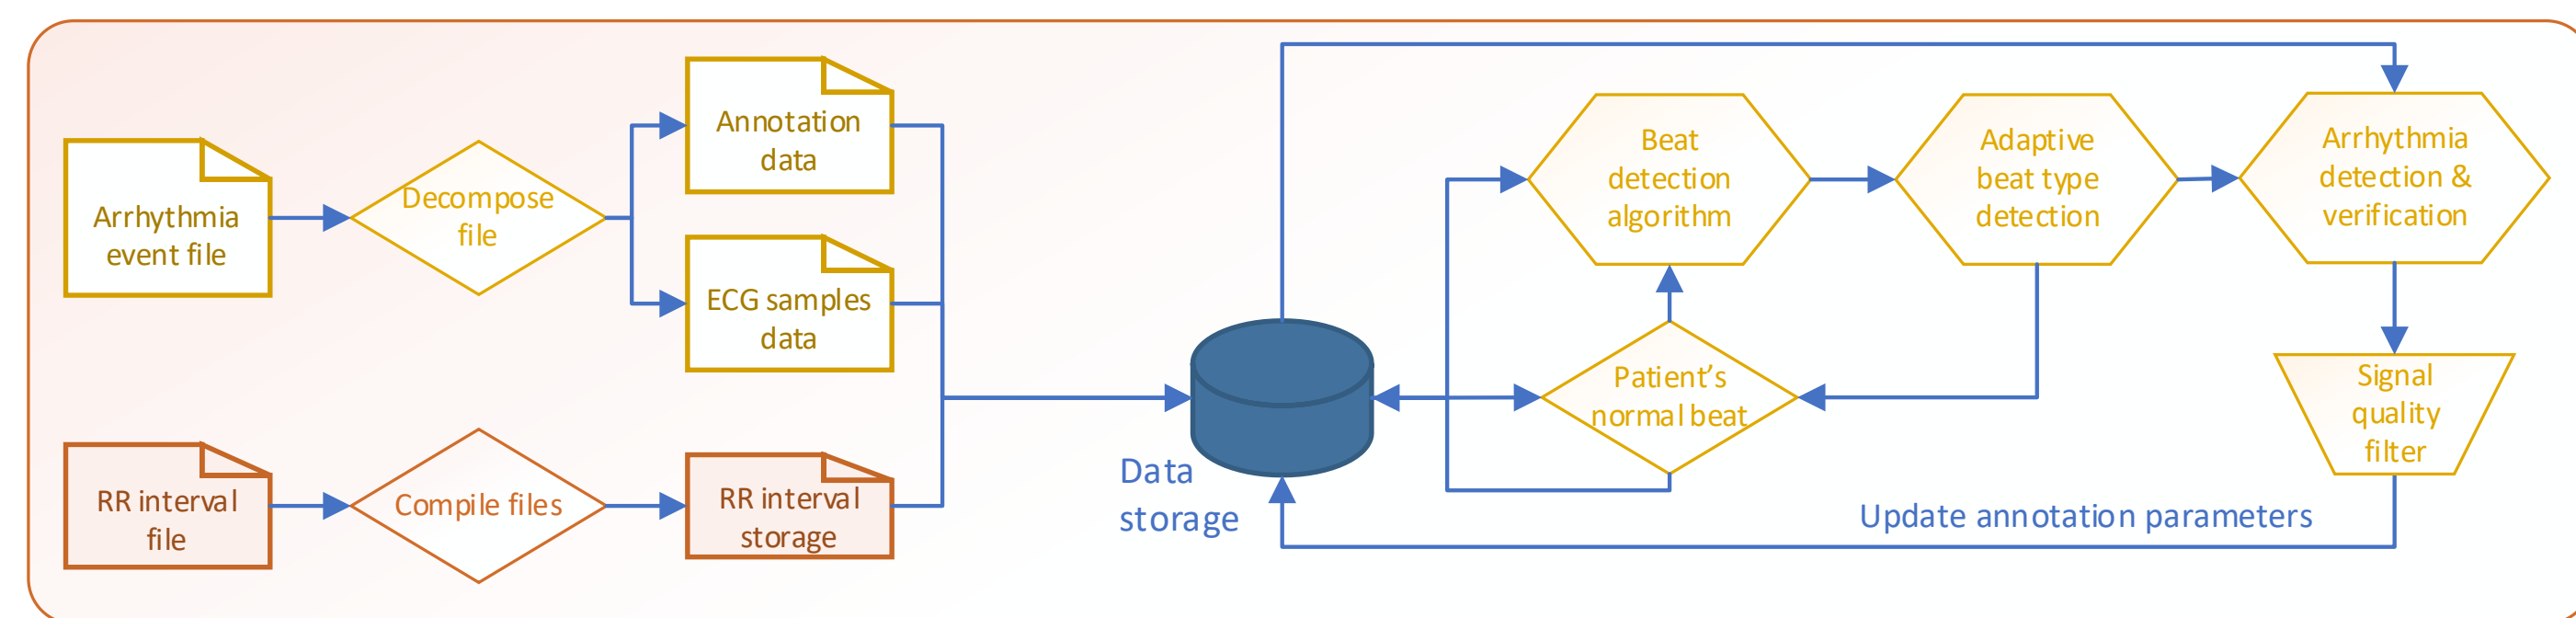 Arrhythmia
event file
Decompose
file
Annotation
data
ECG samples
data
RR interval
file
Compile files
RR interval
storage
Data
storage
Beat
detection
algorithm
Adaptive
beat type
detection
Arrhythmia
detection &
verification
Patient’s
normal beat
Signal
quality
filter
Update annotation parameters